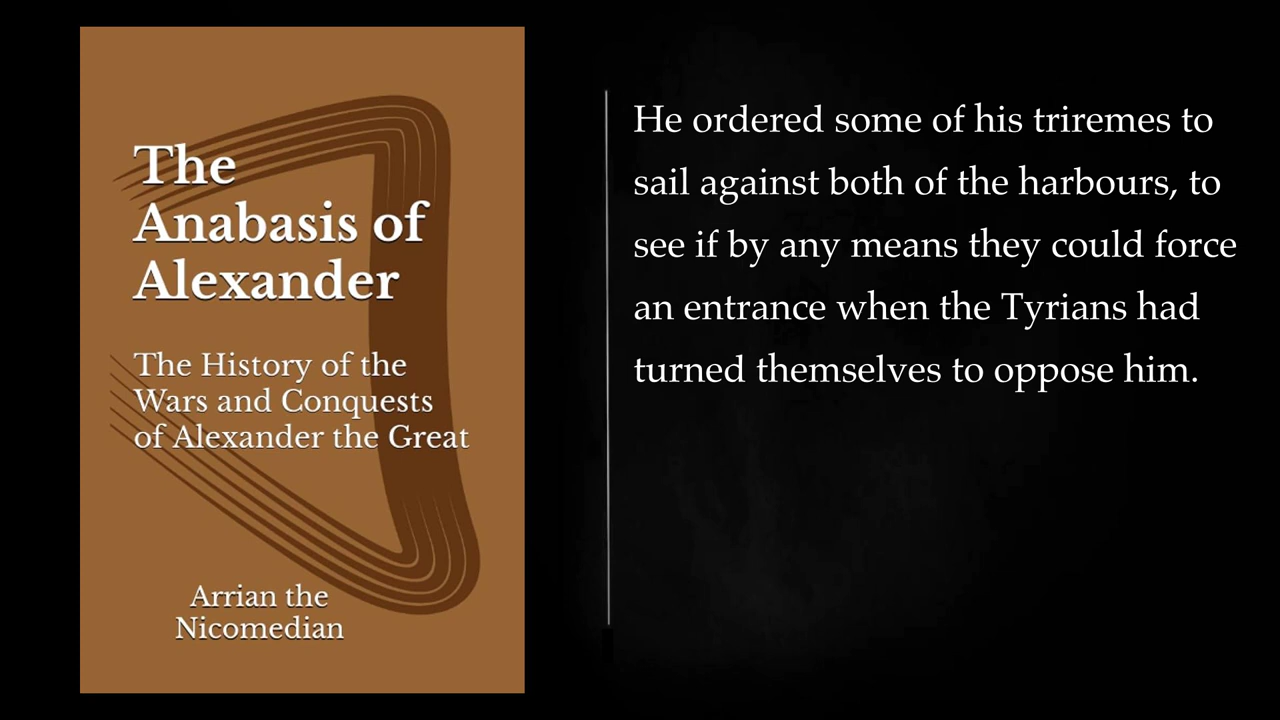 The
Anabasis of
Alexander
The History of the
Wars and Conquests
of Alexander the Great
Arrian the
Nicomedian
He ordered some of his triremes to
sail against both of the harbours, to
see if by any means they could force
an entrance when the Tyrians had
turned themselves to oppose him.